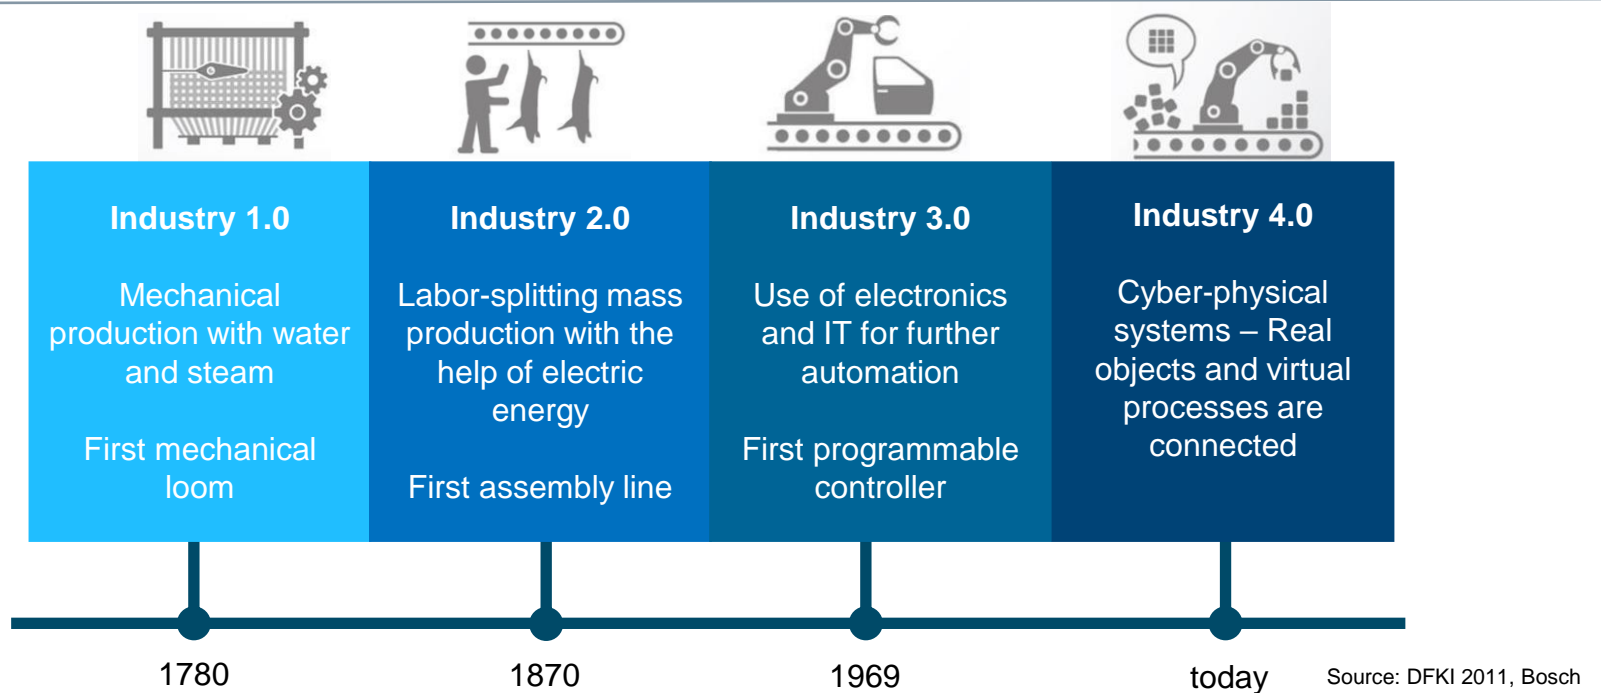 Industry 1.0
Mechanical
production with water
and steam
First mechanical
loom
Industry 2.0
Labor-splitting mass
production with the
help of electric
energy
First assembly line
Industry 3.0
Use of electronics
and IT for further
automation
First programmable
controller
Industry 4.0
Cyber-physical
systems – Real
objects and virtual
processes are
connected
1780
1870
1969
today
Source: DFKI 2011, Bosch